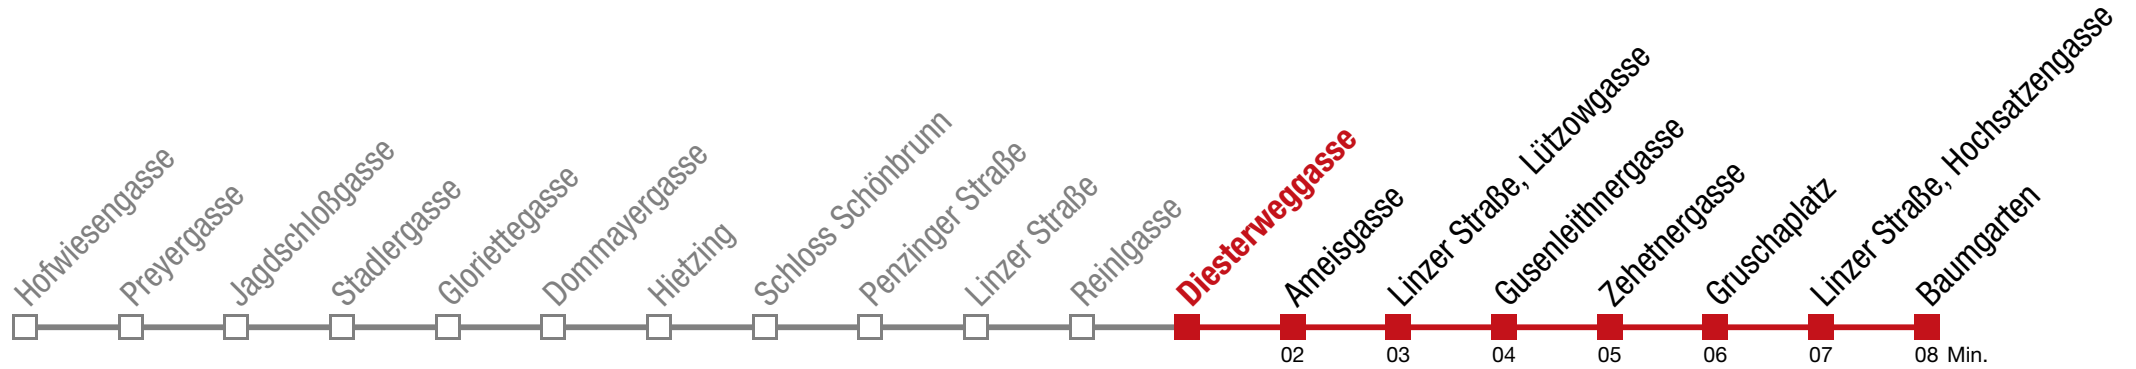 Hofwiesengasse
Preyergasse
Jagdschloßgasse
Stadlergasse
Gloriettegasse
Dommayergasse
Hietzing
Schloss Schönbrunn
Penzinger Straße
Linzer Straße
Reinlgasse
Diesterweggasse
Ameisgasse
Linzer Straße, Lützowgasse
Gusenleithnergasse
Zehetnergasse
Gruschaplatz
Linzer Straße, Hochsatzengasse
Baumgarten
02 03 04 05 06 07 08 Min.